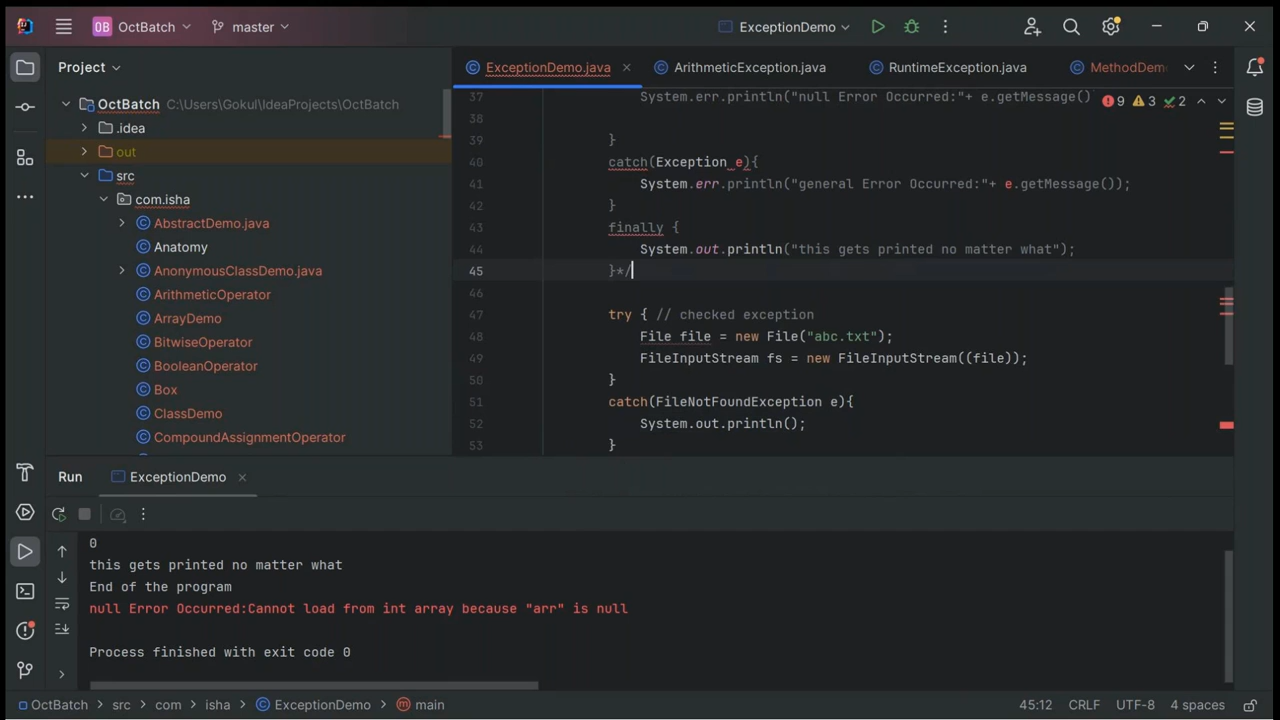 OB OctBatch master ExceptionDemo
Project
ExceptionDemo.java ArithmeticException.java RuntimeException.java MethodDem
OctBatch C:\Users\Gokul\IdeaProjects\OctBatch
.idea
out
src
com.isha
AbstractDemo.java
Anatomy
AnonymousClassDemo.java
ArithmeticOperator
ArrayDemo
BitwiseOperator
BooleanOperator
Box
ClassDemo
CompoundAssignmentOperator
9 3 2
37 System.err.println("null Error Occurred:"+ e.getMessage()
38
39 }
40 catch(Exception e){
41 System.err.println("general Error Occurred:"+ e.getMessage());
42 }
43 finally {
44 System.out.println("this gets printed no matter what");
45 }*/
46
47 try { // checked exception
48 File file = new File("abc.txt");
49 FileInputStream fs = new FileInputStream((file));
50 }
51 catch(FileNotFoundException e){
52 System.out.println();
53 }
Run ExceptionDemo
0
this gets printed no matter what
End of the program
null Error Occurred:Cannot load from int array because "arr" is null
Process finished with exit code 0
OctBatch > src > com > isha > ExceptionDemo > main 45:12 CRLF UTF-8 4 spaces